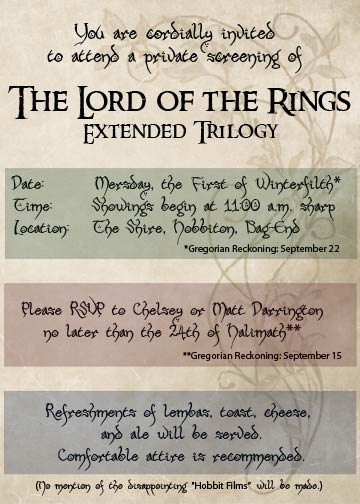 You are cordially invited
to attend a private screening of
THE LORD OF THE RINGS
EXTENDED TRILOGY
Date: Mersday, the First of Winterfilth*
Time: Showings begin at 11:00 a.m. sharp
Location: The Shire, Hobbiton, Bag-End
*Gregorian Reckoning: September 22
Please RSVP to Chelsey or Matt Darrington
no later than the 24th of Halimath**
**Gregorian Reckoning: September 15
Refreshments of lembas, toast, cheese,
and ale will be served.
Comfortable attire is recommended.
(No mention of the disappointing "Hobbit Films" will be made.)